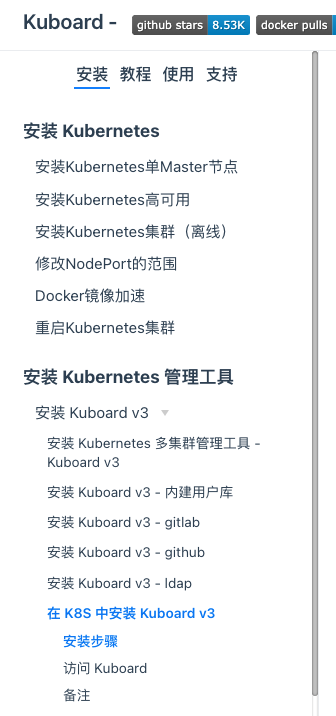 Kuboard - github stars 8.53K docker pulls
安装 教程 使用 支持
安装 Kubernetes
安装Kubernetes单Master节点
安装Kubernetes高可用
安装Kubernetes集群（离线）
修改NodePort的范围
Docker镜像加速
重启Kubernetes集群
安装 Kubernetes 管理工具
安装 Kuboard v3
安装 Kubernetes 多集群管理工具 -
Kuboard v3
安装 Kuboard v3 - 内建用户库
安装 Kuboard v3 - gitlab
安装 Kuboard v3 - github
安装 Kuboard v3 - ldap
在 K8S 中安装 Kuboard v3
安装步骤
访问 Kuboard
备注